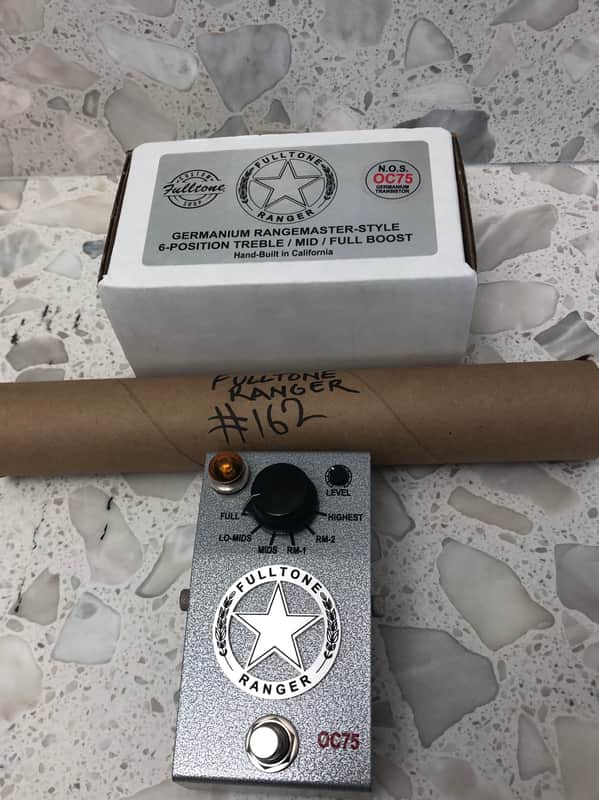 CUSTOM
Fulltone
SHOP
FULLTONE
RANGER
N.O.S.
OC75
GERMANIUM
TRANSISTOR
GERMANIUM RANGEMASTER-STYLE
6-POSITION TREBLE / MID / FULL BOOST
Hand-Built in California
FULLTONE
RANGER
#162
LEVEL
FULL
HIGHEST
LO-MIDS
RM-2
MIDS
RM-1
FULLTONE
RANGER
OC75